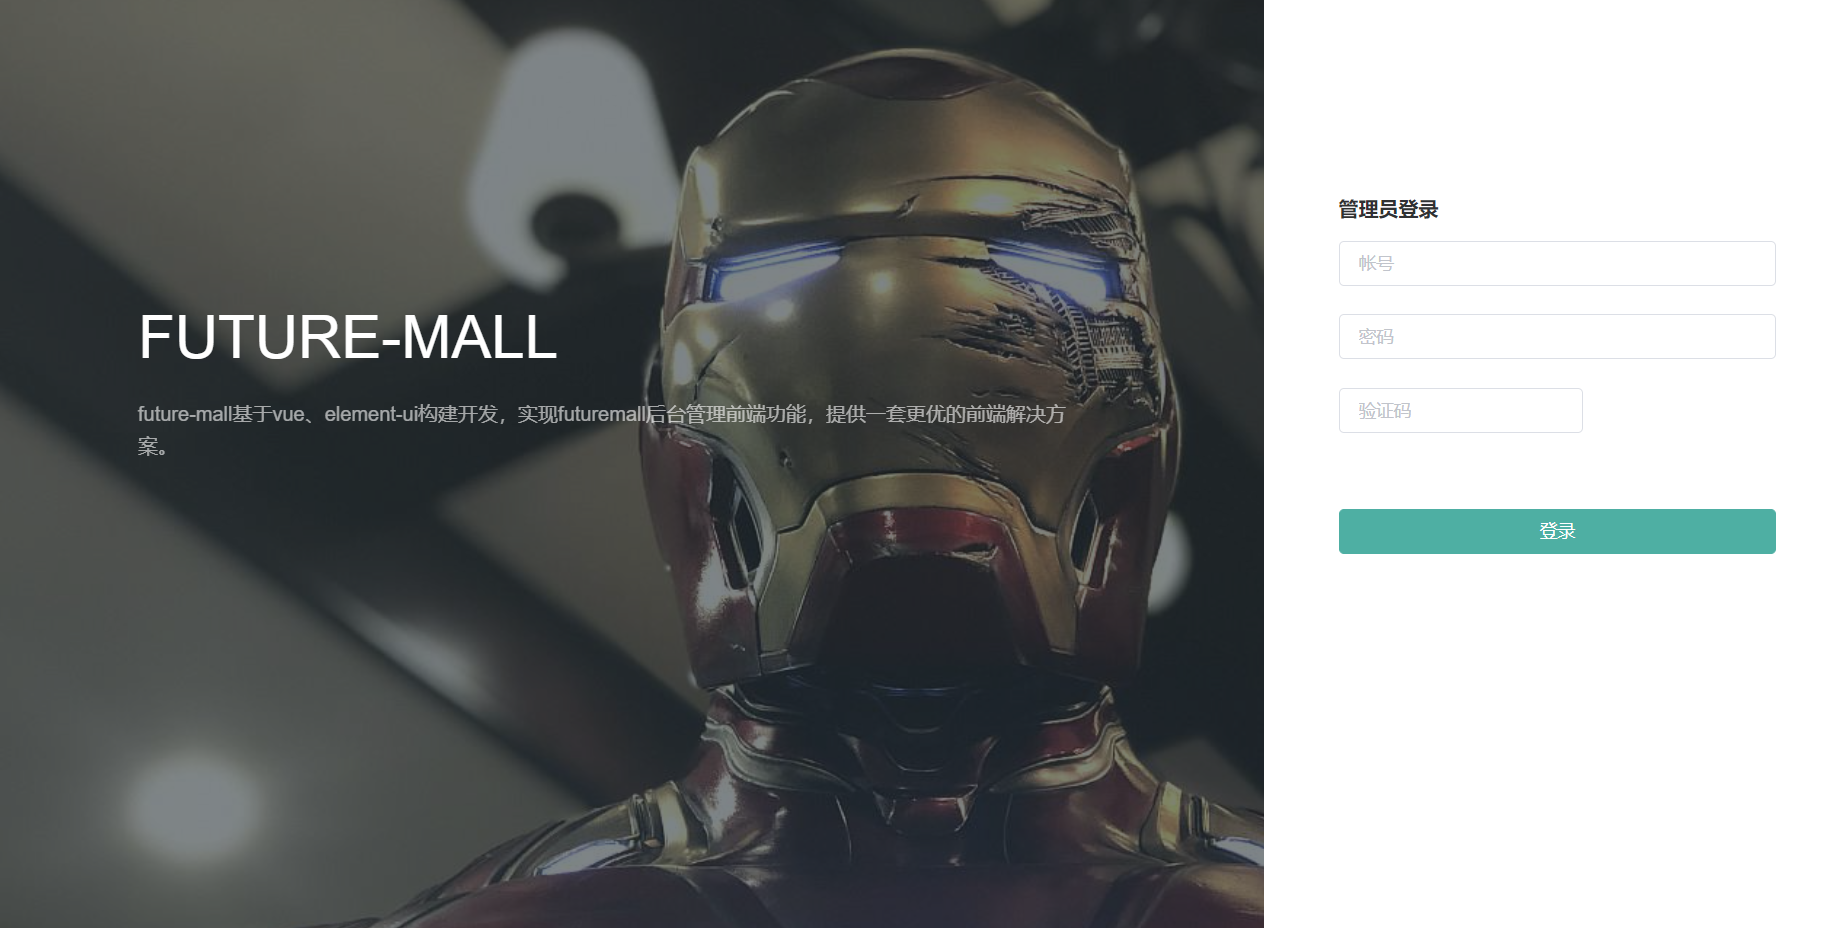 FUTURE-MALL
future-mall基于vue、element-ui构建开发，实现futuremall后台管理前端功能，提供一套更优的前端解决方
案。
管理员登录
帐号
密码
验证码
登录